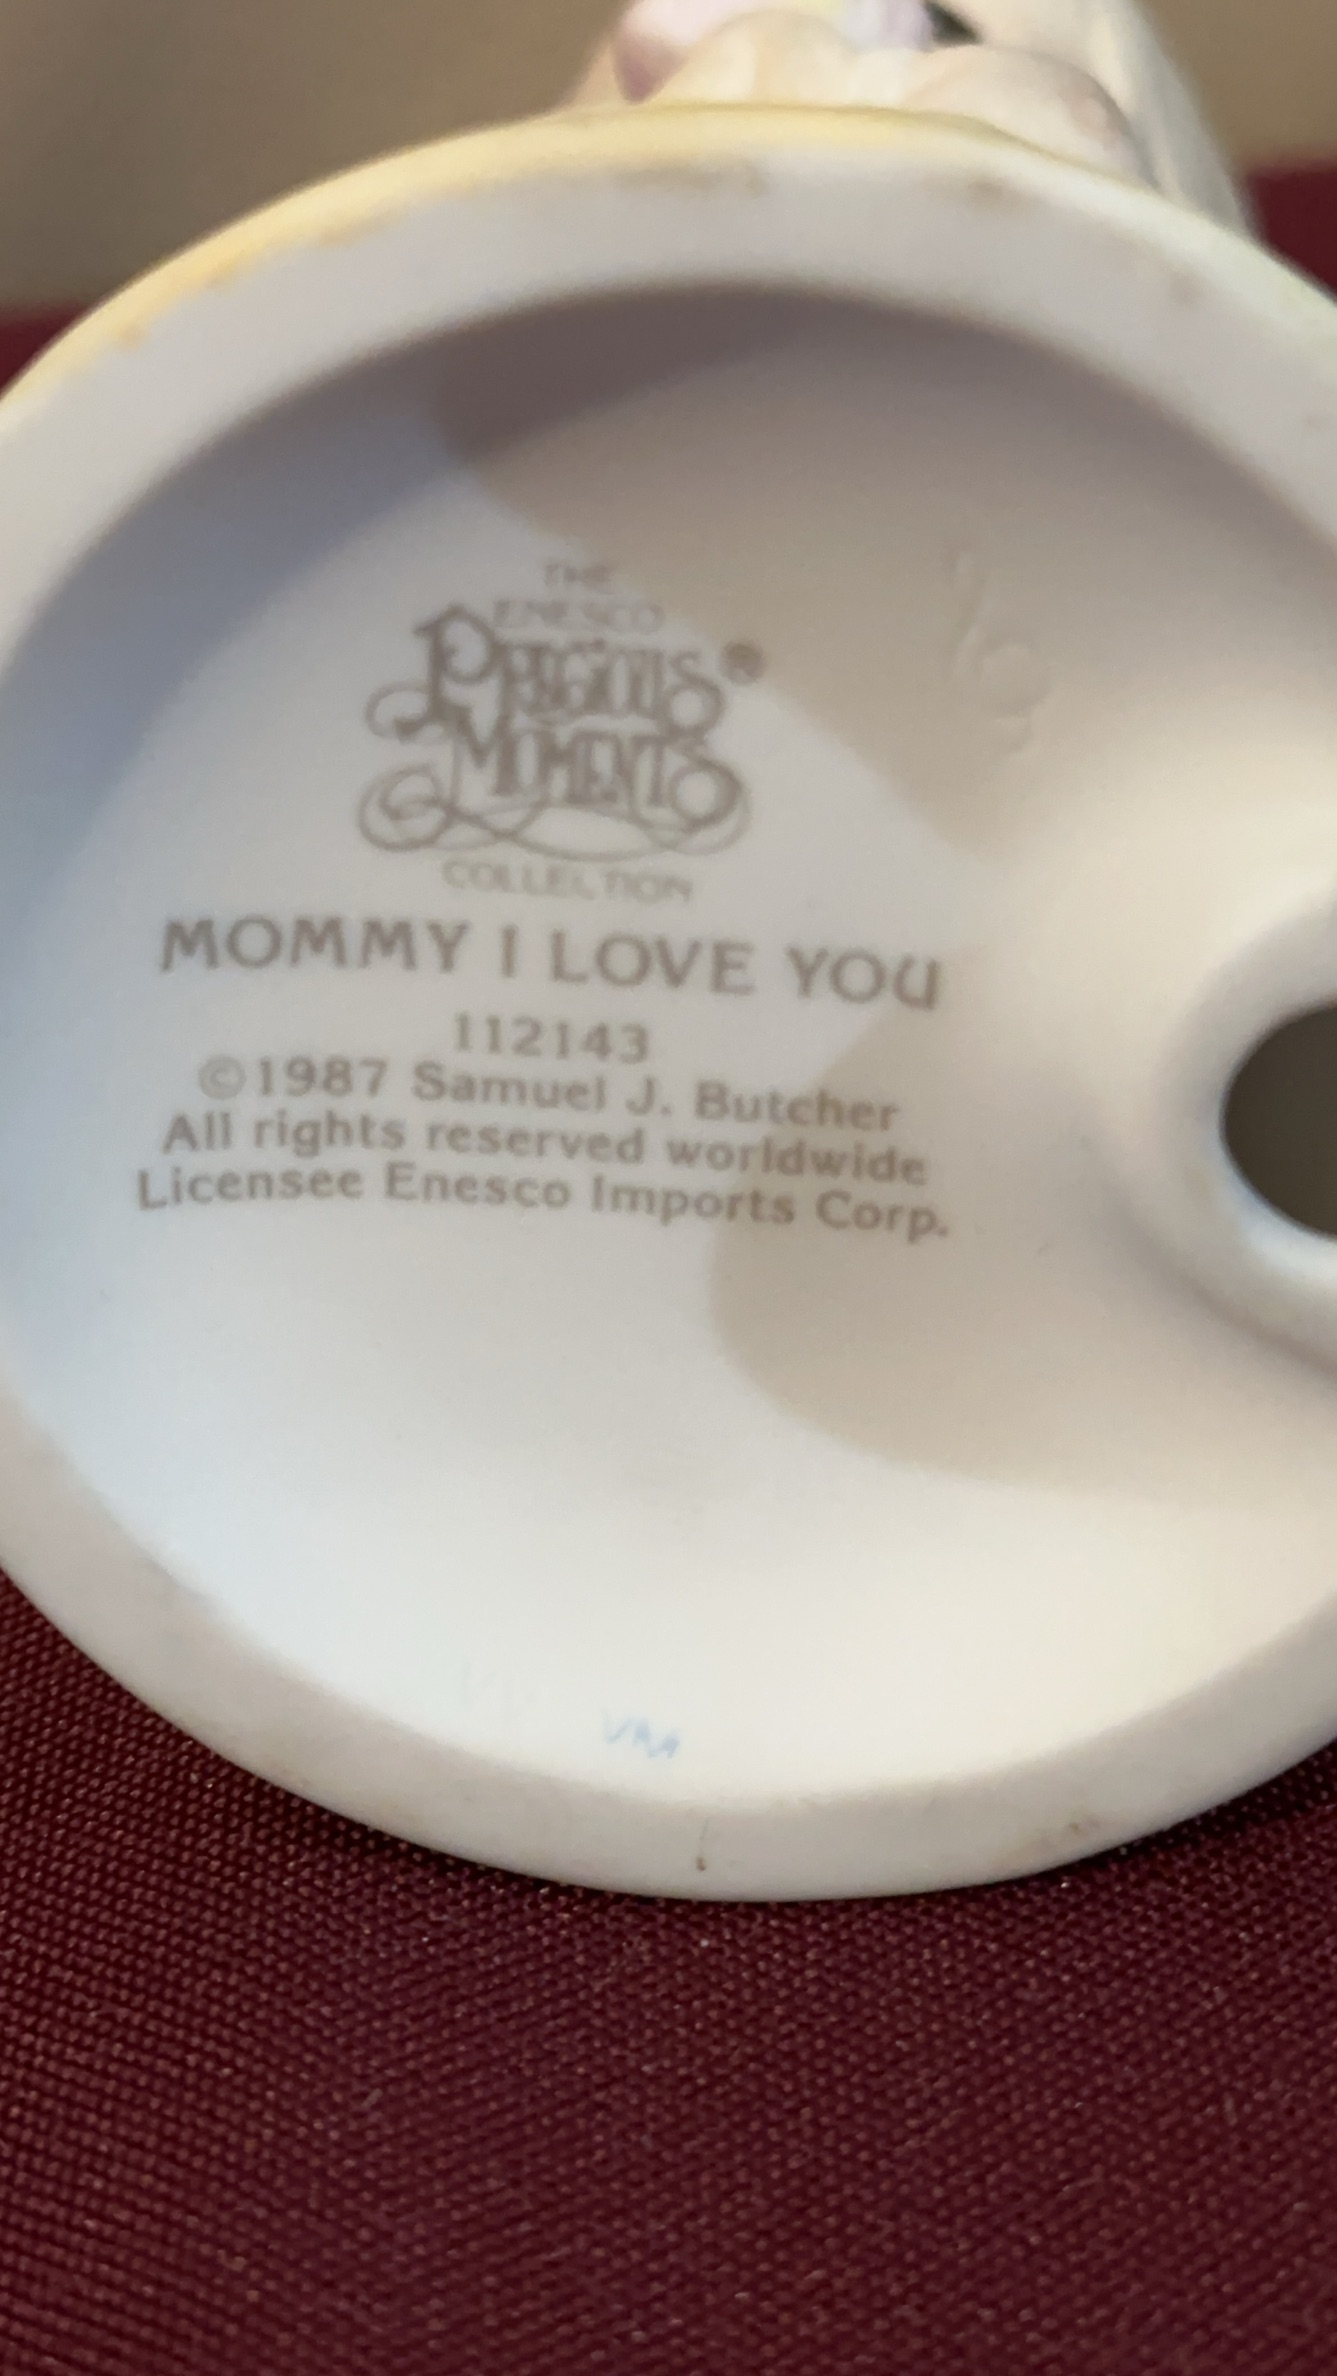 THE
ENESCO
PRECIOUS®
MOMENTS
COLLECTION
MOMMY I LOVE YOU
112143
©1987 Samuel J. Butcher
All rights reserved worldwide
Licensee Enesco Imports Corp.